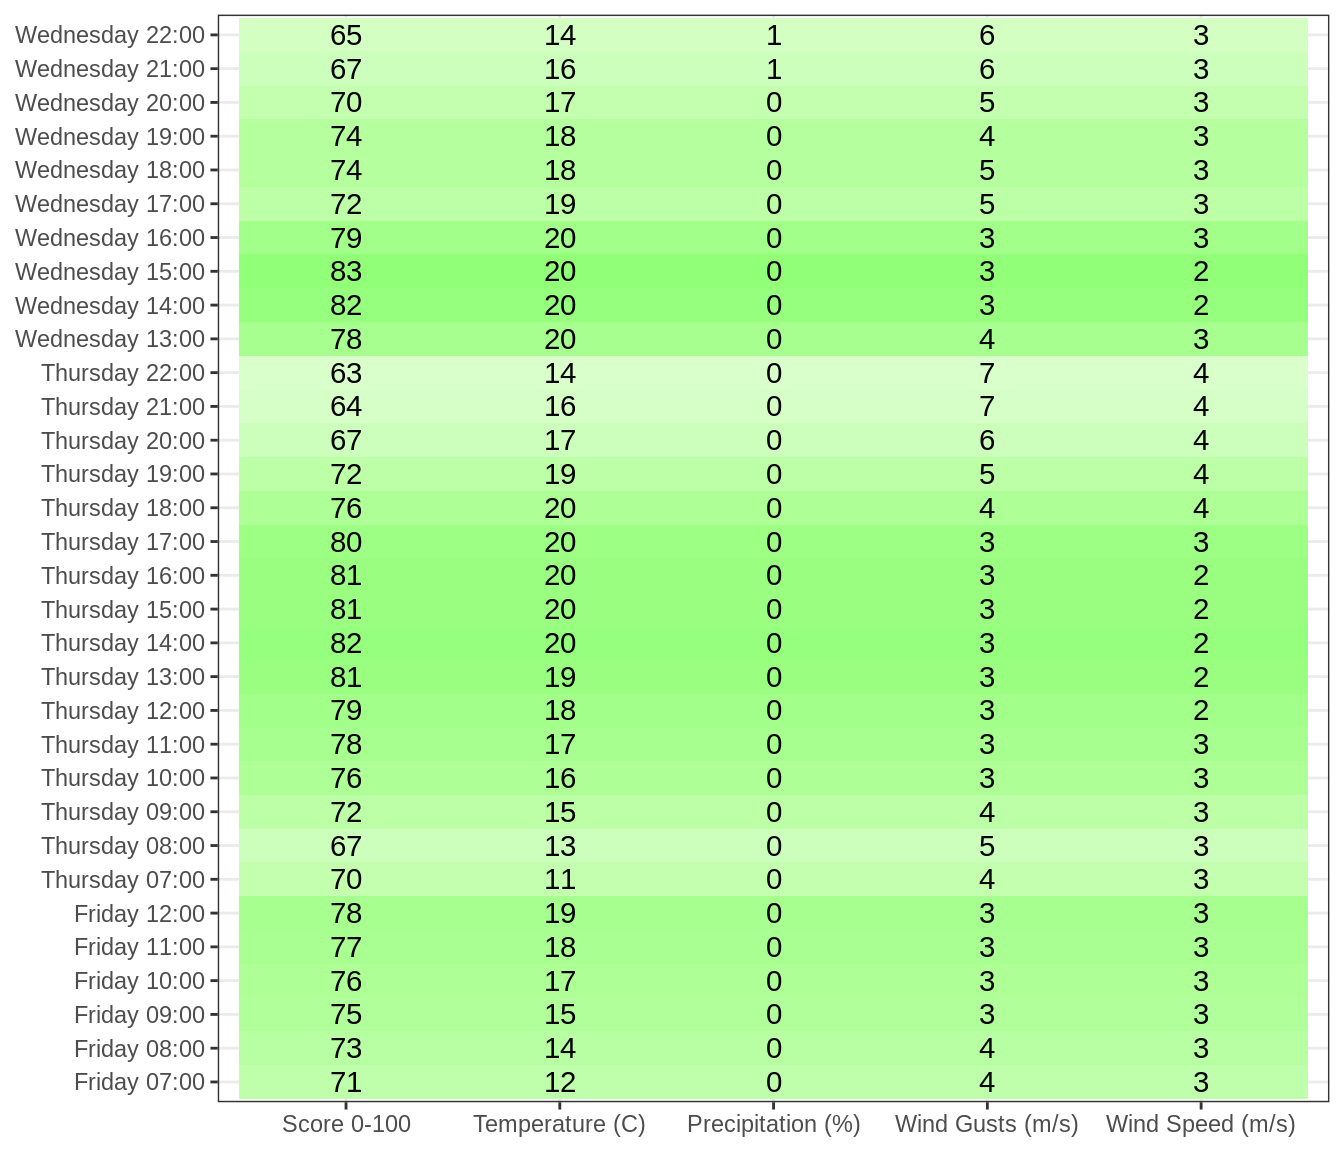 Wednesday 22:00 65 14 1 6 3
Wednesday 21:00 67 16 1 6 3
Wednesday 20:00 70 17 0 5 3
Wednesday 19:00 74 18 0 4 3
Wednesday 18:00 74 18 0 5 3
Wednesday 17:00 72 19 0 5 3
Wednesday 16:00 79 20 0 3 3
Wednesday 15:00 83 20 0 3 2
Wednesday 14:00 82 20 0 3 2
Wednesday 13:00 78 20 0 4 3
Thursday 22:00 63 14 0 7 4
Thursday 21:00 64 16 0 7 4
Thursday 20:00 67 17 0 6 4
Thursday 19:00 72 19 0 5 4
Thursday 18:00 76 20 0 4 4
Thursday 17:00 80 20 0 3 3
Thursday 16:00 81 20 0 3 2
Thursday 15:00 81 20 0 3 2
Thursday 14:00 82 20 0 3 2
Thursday 13:00 81 19 0 3 2
Thursday 12:00 79 18 0 3 2
Thursday 11:00 78 17 0 3 3
Thursday 10:00 76 16 0 3 3
Thursday 09:00 72 15 0 4 3
Thursday 08:00 67 13 0 5 3
Thursday 07:00 70 11 0 4 3
Friday 12:00 78 19 0 3 3
Friday 11:00 77 18 0 3 3
Friday 10:00 76 17 0 3 3
Friday 09:00 75 15 0 3 3
Friday 08:00 73 14 0 4 3
Friday 07:00 71 12 0 4 3
Score 0-100 Temperature (C) Precipitation (%) Wind Gusts (m/s) Wind Speed (m/s)